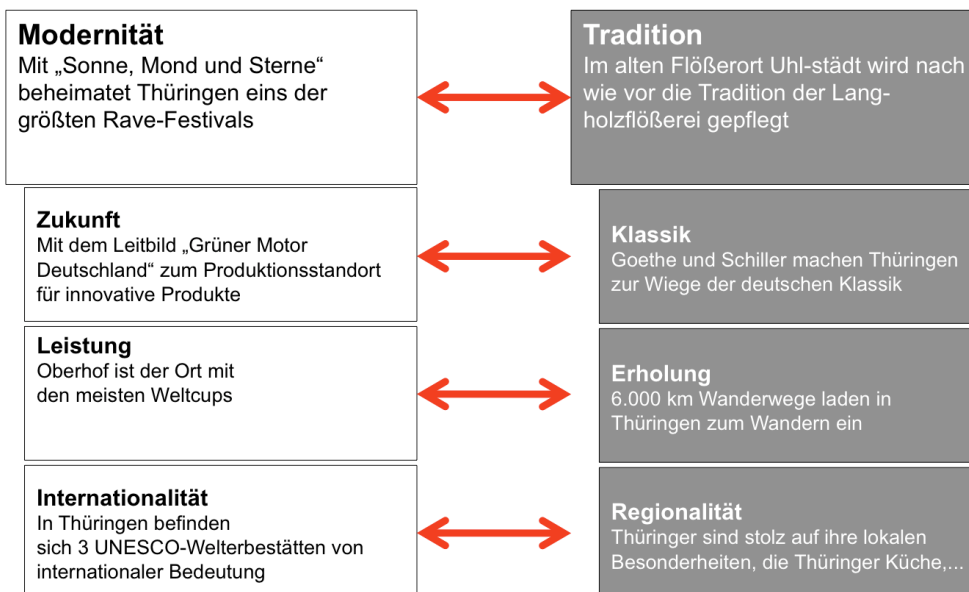 Modernität
Mit „Sonne, Mond und Sterne“
beheimatet Thüringen eins der
größten Rave-Festivals
Tradition
Im alten Flößerort Uhl-städt wird nach
wie vor die Tradition der Lang-
holzflößerei gepflegt
Zukunft
Mit dem Leitbild „Grüner Motor
Deutschland“ zum Produktionsstandort
für innovative Produkte
Klassik
Goethe und Schiller machen Thüringen
zur Wiege der deutschen Klassik
Leistung
Oberhof ist der Ort mit
den meisten Weltcups
Erholung
6.000 km Wanderwege laden in
Thüringen zum Wandern ein
Internationalität
In Thüringen befinden
sich 3 UNESCO-Welterbestätten von
internationaler Bedeutung
Regionalität
Thüringer sind stolz auf ihre lokalen
Besonderheiten, die Thüringer Küche,...